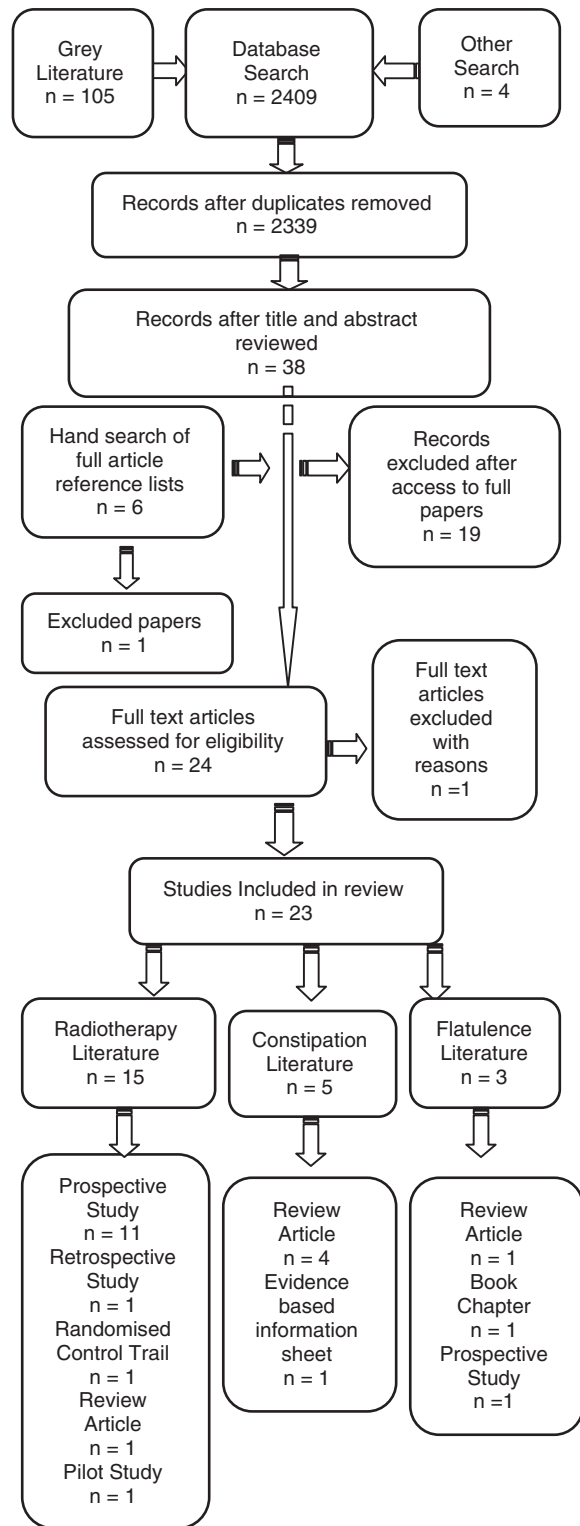 Grey
Literature
n = 105
Database
Search
n = 2409
Other
Search
n = 4
Records after duplicates removed
n = 2339
Records after title and abstract
reviewed
n = 38
Hand search of
full article
reference lists
n = 6
Records
excluded after
access to full
papers
n = 19
Excluded papers
n = 1
Full text articles
assessed for eligibility
n = 24
Full text
articles
excluded
with
reasons
n =1
Studies Included in review
n = 23
Radiotherapy
Literature
n = 15
Constipation
Literature
n = 5
Flatulence
Literature
n = 3
Prospective
Study
n = 11
Retrospective
Study
n = 1
Randomised
Control Trail
n = 1
Review
Article
n = 1
Pilot Study
n = 1
Review
Article
n = 4
Evidence
based
information
sheet
n = 1
Review
Article
n = 1
Book
Chapter
n = 1
Prospective
Study
n =1